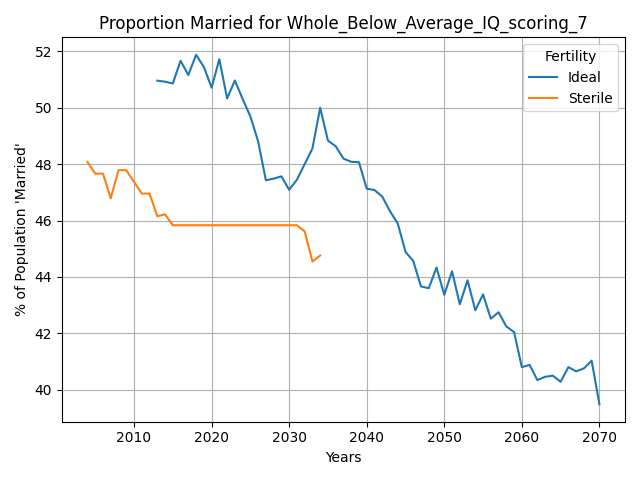 Proportion Married for Whole_Below_Average_IQ_scoring_7
% of Population 'Married'
52
50
48
46
44
42
40
Fertility
Ideal
Sterile
2010 2020 2030 2040 2050 2060 2070
Years